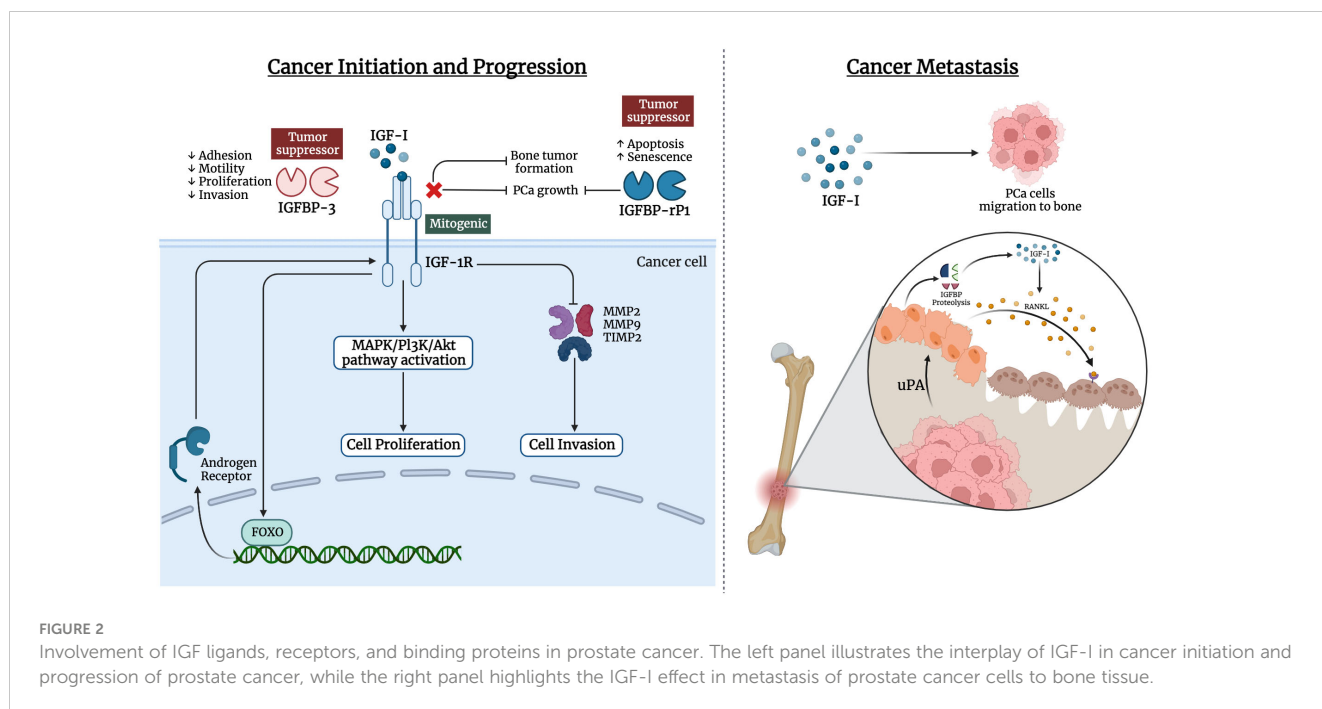 Cancer Initiation and Progression
Tumor
suppressor
↓ Adhesion
↓ Motility
↓ Proliferation
↓ Invasion
IGFBP-3
IGF-I
Bone tumor
formation
PCa growth
Tumor
suppressor
↑ Apoptosis
↑ Senescence
IGFBP-rP1
Mitogenic
IGF-1R
Cancer cell
MAPK/PI3K/Akt
pathway activation
Cell Proliferation
MMP2
MMP9
TIMP2
Cell Invasion
Androgen
Receptor
FOXO
Cancer Metastasis
IGF-I
PCa cells
migration to bone
IGFBP
Proteolysis
IGF-I
RANKL
uPA
FIGURE 2
Involvement of IGF ligands, receptors, and binding proteins in prostate cancer. The left panel illustrates the interplay of IGF-I in cancer initiation and
progression of prostate cancer, while the right panel highlights the IGF-I effect in metastasis of prostate cancer cells to bone tissue.